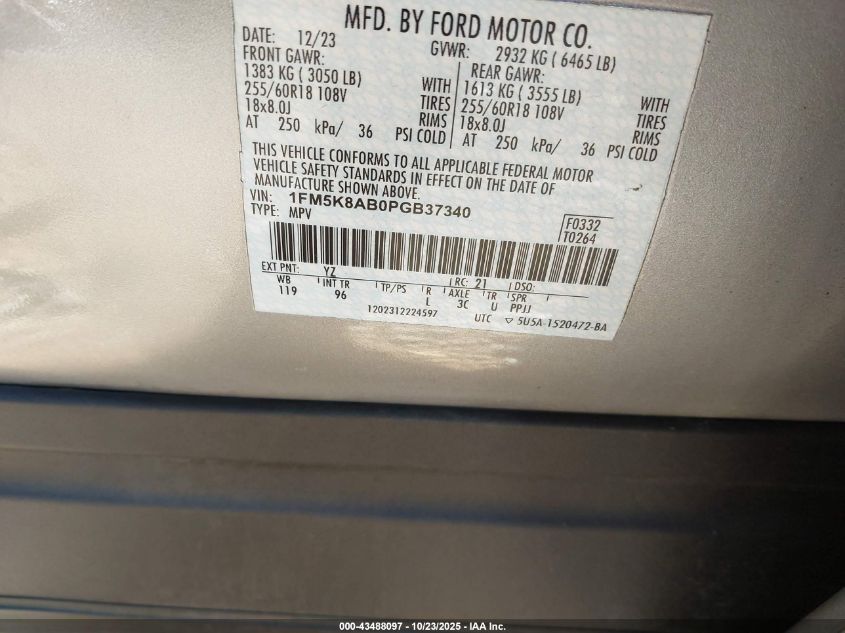 MFD. BY FORD MOTOR CO.
DATE: 12/23 GVWR: 2932 KG ( 6465 LB)
FRONT GAWR: REAR GAWR:
1383 KG ( 3050 LB) WITH 1613 KG ( 3555 LB) WITH
255/60R18 108V TIRES 255/60R18 108V TIRES
18x8.0J RIMS 18x8.0J RIMS
AT 250 kPa/ 36 PSI COLD AT 250 kPa/ 36 PSI COLD
THIS VEHICLE CONFORMS TO ALL APPLICABLE FEDERAL MOTOR
VEHICLE SAFETY STANDARDS IN EFFECT ON THE DATE OF
MANUFACTURE SHOWN ABOVE.
VIN: 1FM5K8AB0PGB37340
TYPE: MPV
F0332
T0264
EXT PNT: YZ RC: 21 DSO:
WB INT TR TP/PS R AXLE TR SPR
119 96 L 3C U PPJJ
1202312224597 UTC ▽ 5U5A-1520472-BA
000-43488097 - 10/23/2025 - IAA Inc.